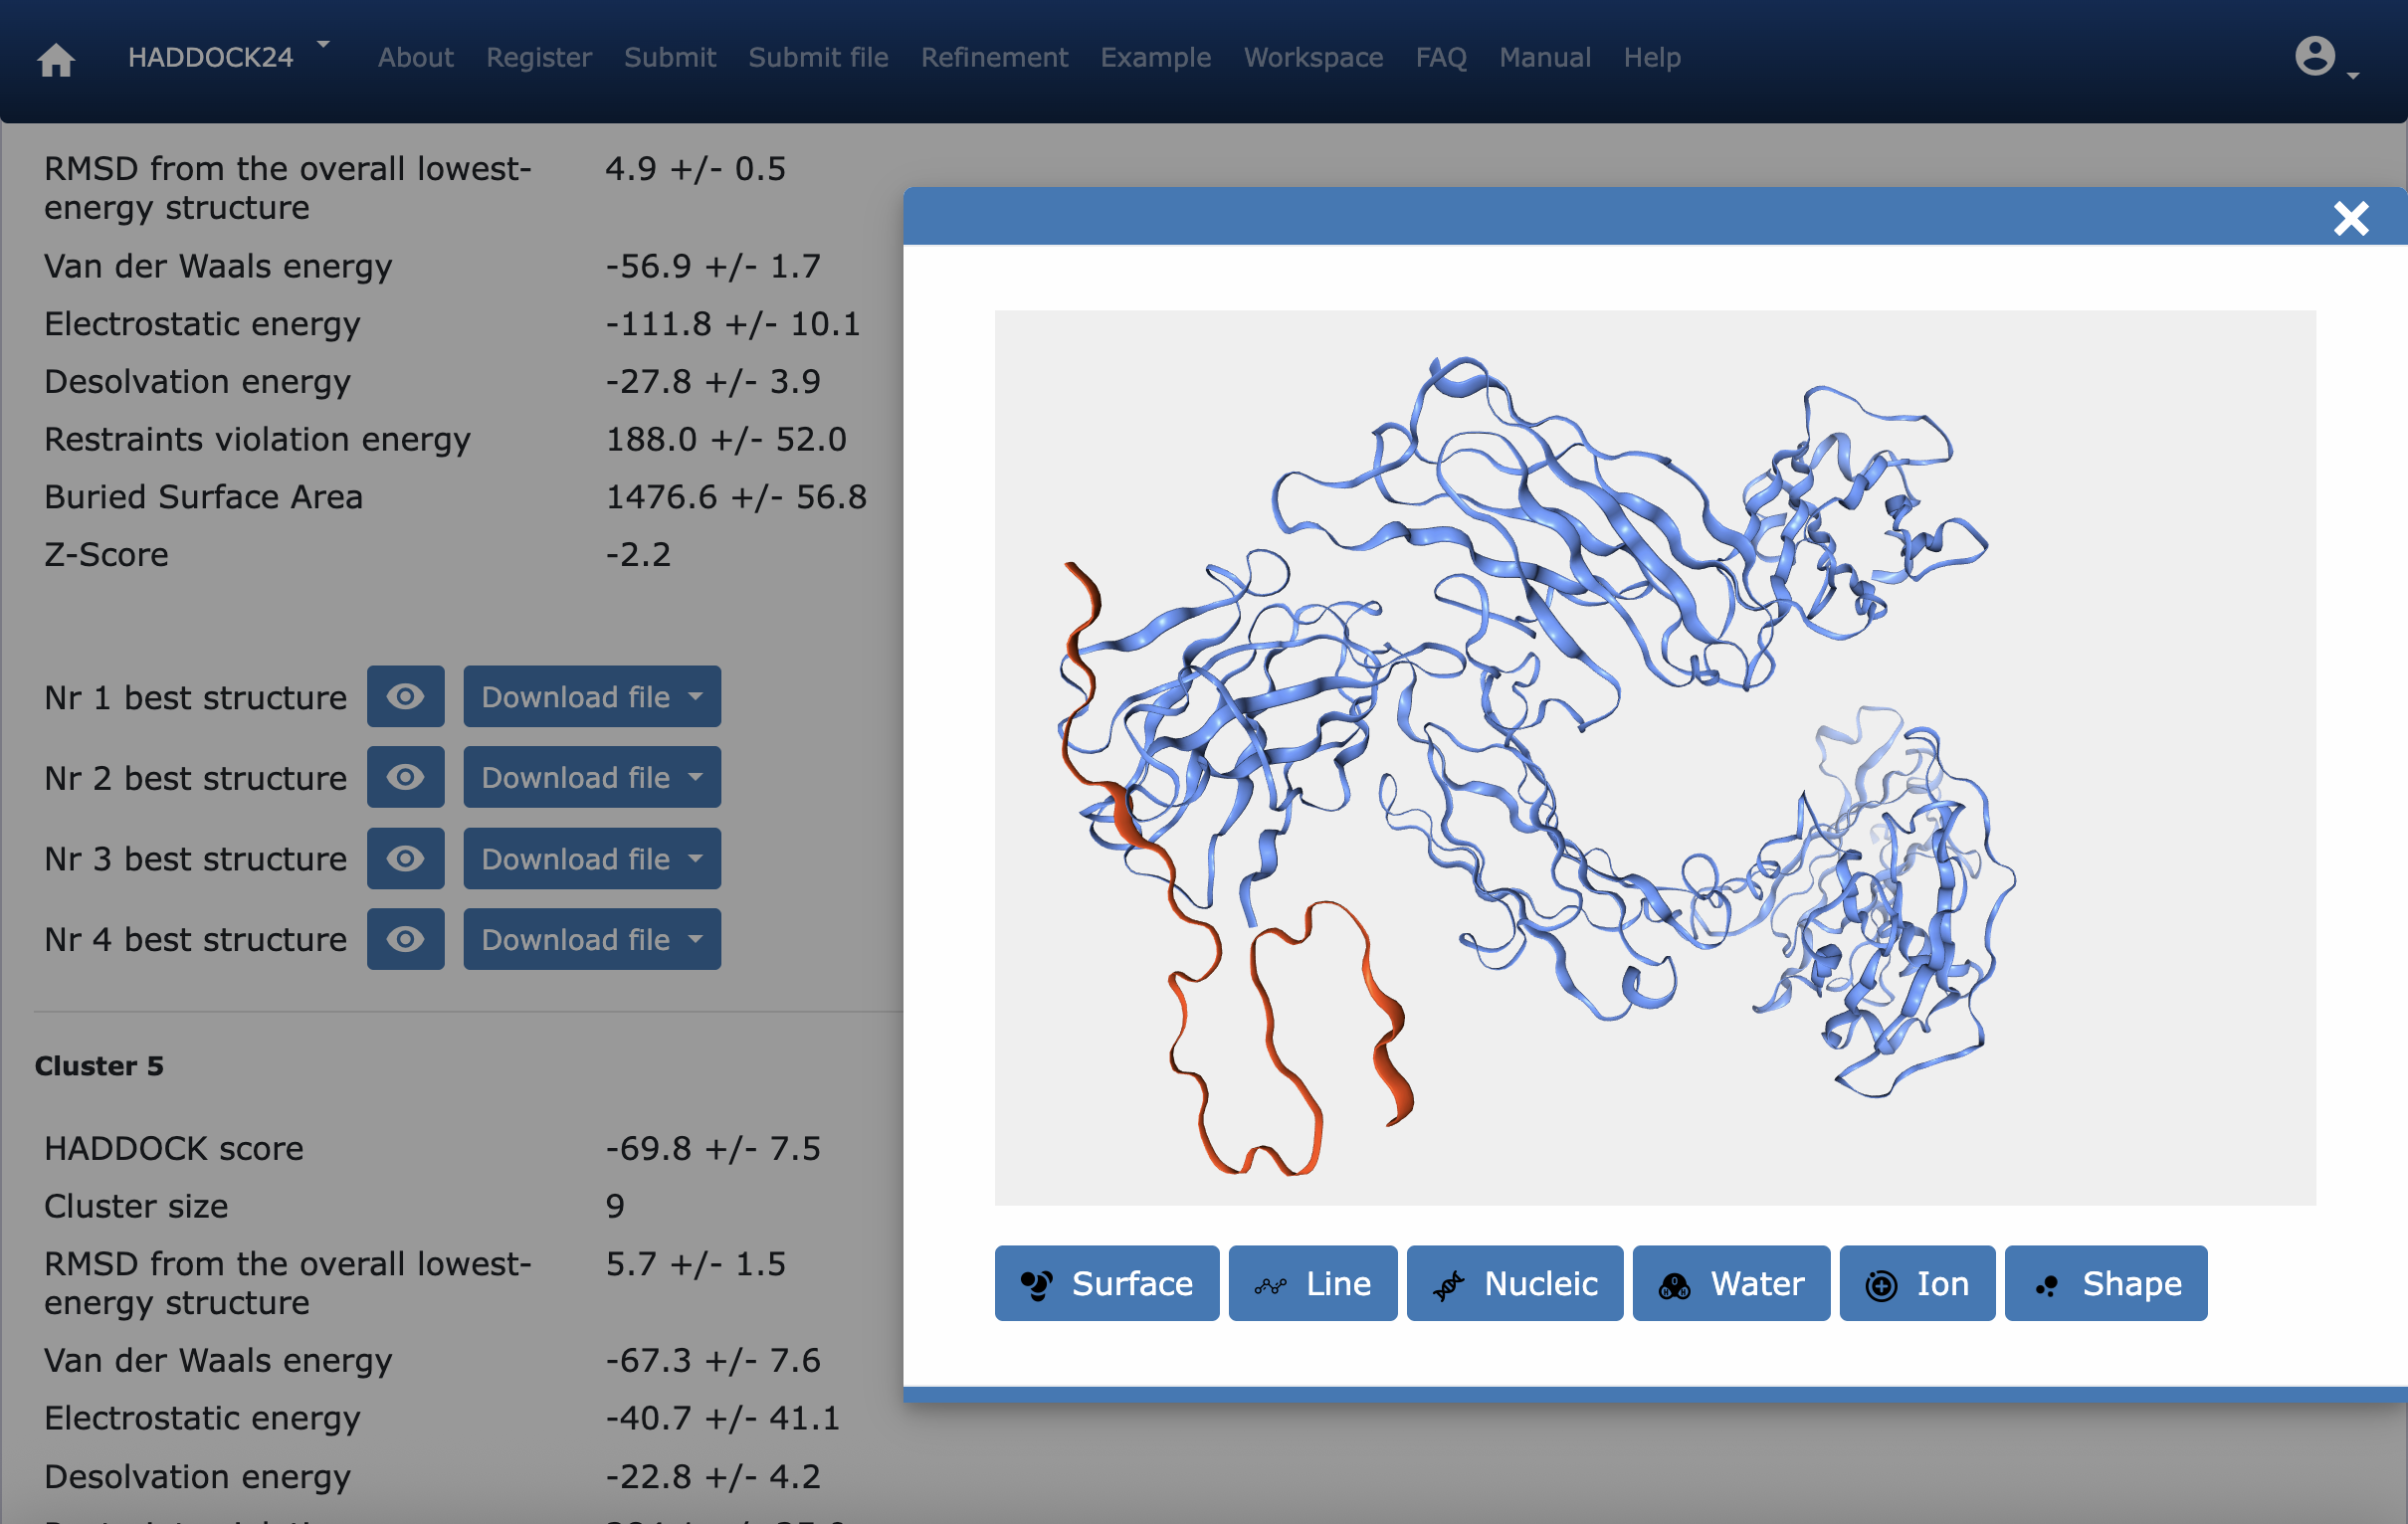 HADDOCK24 About Register Submit Submit file Refinement Example Workspace FAQ Manual Help
RMSD from the overall lowest-energy structure 4.9 +/- 0.5
Van der Waals energy -56.9 +/- 1.7
Electrostatic energy -111.8 +/- 10.1
Desolvation energy -27.8 +/- 3.9
Restraints violation energy 188.0 +/- 52.0
Buried Surface Area 1476.6 +/- 56.8
Z-Score -2.2
Nr 1 best structure Download file
Nr 2 best structure Download file
Nr 3 best structure Download file
Nr 4 best structure Download file
Cluster 5
HADDOCK score -69.8 +/- 7.5
Cluster size 9
RMSD from the overall lowest-energy structure 5.7 +/- 1.5
Van der Waals energy -67.3 +/- 7.6
Electrostatic energy -40.7 +/- 41.1
Desolvation energy -22.8 +/- 4.2
Surface Line Nucleic Water Ion Shape